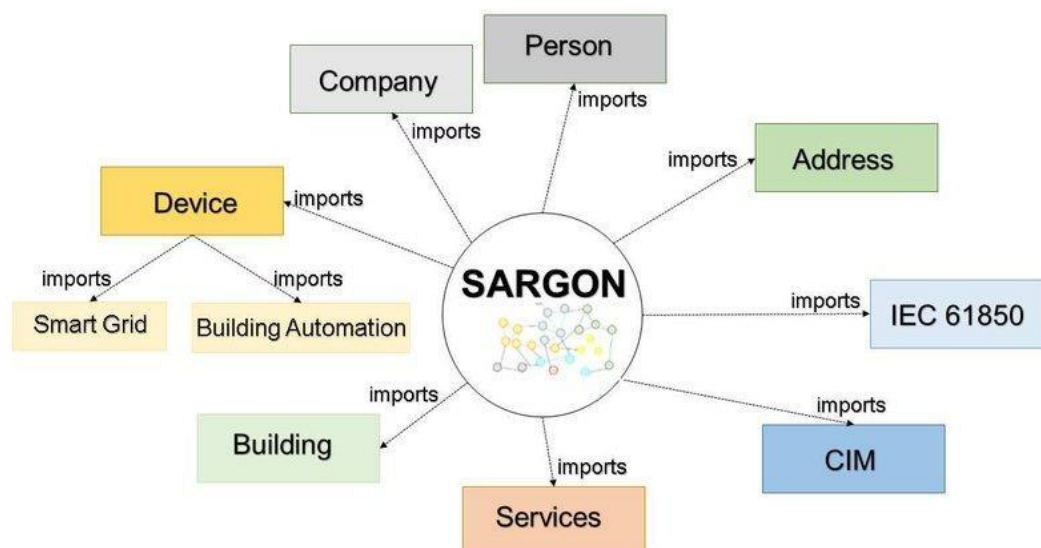 Person
Company
imports
imports
Address
imports
Device
imports
imports
imports
Smart Grid
Building Automation
SARGON
imports
IEC 61850
imports
Building
imports
CIM
imports
Services